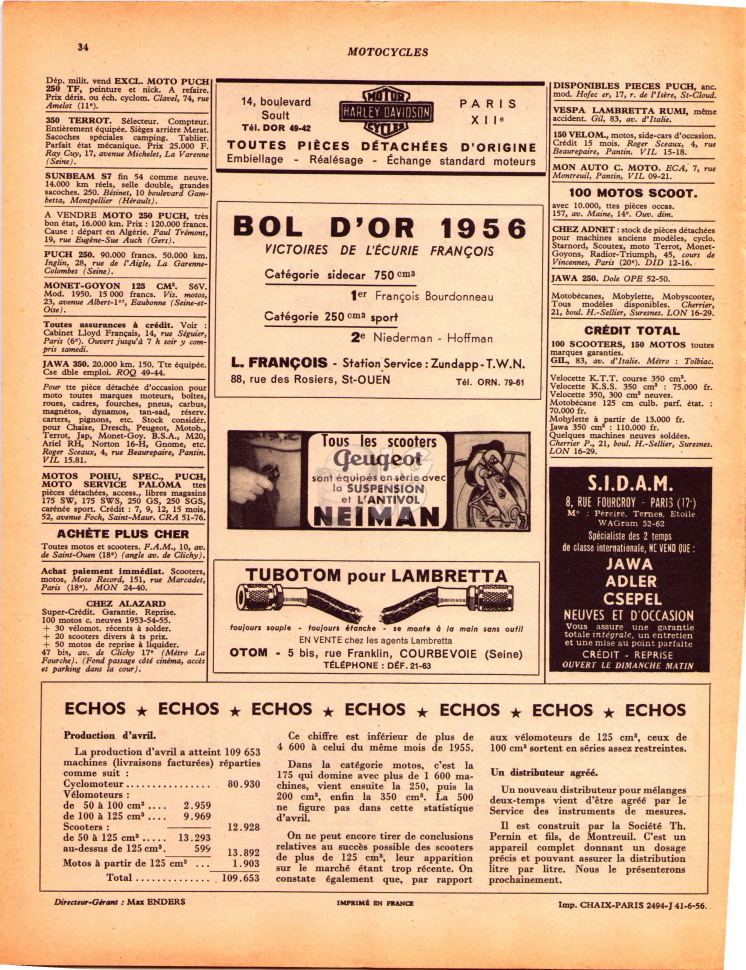 34
MOTOCYCLES
Dép. milit. vend EXCL. MOTO PUCH
250 TF, peinture et nick. A refaire.
Prix déris. ou éch. cyclom. Clavel, 74, rue
Amelot (11e).
350 TERROT. Sélecteur. Compteur.
Entièrement équipée. Sièges arrière Merat.
Sacoches spéciales camping. Tablier.
Parfait état mécanique. Prix 25.000 F.
Ray Cuy, 17, avenue Michelet, La Varenne
(Seine).
SUNBEAM S7 fin 54 comme neuve.
14.000 km réels, selle double, grandes
sacoches. 250. Bésinet, 10 boulevard Gam-
betta, Montpellier (Hérault).
A VENDRE MOTO 250 PUCH, très
bon état, 16.000 km. Prix : 120.000 francs.
Cause : départ en Algérie. Paul Trémont,
19, rue Eugène-Sue Auch (Gers).
PUCH 250. 90.000 francs. 50.000 km.
Inglin, 28, rue de l'Aigle, La Garenne-
Colombes (Seine).
MONET-GOYON 125 CM³. S6V.
Mod. 1950. 15 000 francs. Vis. motos,
23, avenue Albert-1er, Eaubonne (Seine-et-
Oise).
Toutes assurances à crédit. Voir :
Cabinet Lloyd Français, 14, rue Séguier,
Paris (6e). Ouvert jusqu'à 7 h soir y com-
pris samedi.
JAWA 350. 20.000 km. 150. Tte équipée.
Cse dble emploi. ROQ 49-44.
Pour tte pièce détachée d'occasion pour
moto toutes marques moteurs, boîtes,
roues, cadres, fourches, pneus, carbus,
magnétos, dynamos, tan-sad, réserv.
carters, pignons, etc. Stock considér.
pour Chaise, Dresch, Peugeot, Motob.,
Terrot, Jap, Monet-Goy. B.S.A., M20,
Ariel RH, Norton 16-H, Gnome, etc.
Roger Sceaux, 4, rue Beaurepaire, Pantin.
VIL 15.81.
MOTOS POHU, SPEC., PUCH,
MOTO SERVICE PALOMA ttes
pièces détachées, access., libres magasins
175 SW, 175 SWS, 250 GS, 250 SGS,
carénée sport. Crédit : 7, 9, 12, 15 mois,
52, avenue Foch, Saint-Maur. CRA 51-76.
ACHÈTE PLUS CHER
Toutes motos et scooters. F.A.M., 10, av.
de Saint-Ouen (18e) (angle av. de Clichy).
Achat paiement immédiat. Scooters,
motos, Moto Record, 151, rue Marcadet,
Paris (18e). MON 24-40.
CHEZ ALAZARD
Super-Crédit. Garantie. Reprise.
100 motos c. neuves 1953-54-55.
+ 30 vélomot. récents à solder.
+ 20 scooters divers à ts prix.
+ 50 motos de reprise à liquider.
47 bis, av. de Clichy 17e (Métro La
Fourche). (Fond passage côté cinéma, accès
et parking dans la cour).
14, boulevard
Soult
Tél. DOR 49-42
MOTOR
HARLEY DAVIDSON
CYCLES
PARIS
XIIe
TOUTES PIÈCES DÉTACHÉES D'ORIGINE
Embiellage - Réalésage - Échange standard moteurs
BOL D'OR 1956
VICTOIRES DE L'ÉCURIE FRANÇOIS
Catégorie sidecar 750 cm3
1er François Bourdonneau
Catégorie 250 cm3 sport
2e Niederman - Hoffman
L. FRANÇOIS - Station Service : Zundapp - T.W.N.
88, rue des Rosiers, St-OUEN Tél. ORN. 79-61
Tous les scooters
Peugeot
sont équipés en série avec
la SUSPENSION
et L'ANTIVOL
NEIMAN
TUBOTOM pour LAMBRETTA
toujours souple - toujours étanche - se monte à la main sans outil
EN VENTE chez les agents Lambretta
OTOM - 5 bis, rue Franklin, COURBEVOIE (Seine)
TÉLÉPHONE : DÉF. 21-63
DISPONIBLES PIECES PUCH, anc.
mod. Hofec er, 17, r. de l'Isère, St-Cloud.
VESPA LAMBRETTA RUMI, même
accident. Gil, 83, av. d'Italie.
150 VELOM., motos, side-cars d'occasion.
Crédit 15 mois. Roger Sceaux, 4, rue
Beaurepaire, Pantin. VIL 15-18.
MON AUTO C. MOTO. ECA, 7, rue
Montreuil, Pantin, VIL 09-21.
100 MOTOS SCOOT.
avec 10.000, ttes pièces occas.
157, av. Maine, 14e. Ouv. dim.
CHEZ ADNET : stock de pièces détachées
pour machines anciens modèles, cyclo,
Starnord, Scoutex, moto Terrot, Monet-
Goyons, Radior-Triumph, 45, cours de
Vincennes, Paris (20e). DID 12-16.
JAWA 250. Dole OPE 52-50.
Motobécanes, Mobylette, Mobyscooter,
Tous modèles disponibles. Cherrier,
21, boul. H.-Sellier, Suresnes. LON 16-29.
CRÉDIT TOTAL
100 SCOOTERS, 150 MOTOS toutes
marques garanties.
GIL, 83, av. d'Italie. Métro : Tolbiac.
Velocette K.T.T. course 350 cm³.
Velocette K.S.S. 350 cm³ : 75.000 fr.
Velocette 350, 300 cm³ neuves.
Motobécane 125 cm culb. parf. état :
70.000 fr.
Mobylette à partir de 13.000 fr.
Jawa 350 cm³ : 110.000 fr.
Quelques machines neuves soldées.
Cherrier P., 21, boul. H.-Sellier, Suresmes.
LON 16-29.
S.I.D.A.M.
8, RUE FOURCROY - PARIS (17e)
Mo : Péreire, Ternes, Etoile
WAGram 52-62
Spécialiste des 2 temps
de classe internationale, NE VEND QUE :
JAWA
ADLER
CSEPEL
NEUVES ET D'OCCASION
Vous assure une garantie
totale intégrale, un entretien
et une mise au point parfaite
CRÉDIT - REPRISE
OUVERT LE DIMANCHE MATIN
ECHOS ★ ECHOS ★ ECHOS ★ ECHOS ★ ECHOS ★ ECHOS ★ ECHOS
Production d'avril.
La production d'avril a atteint 109 653
machines (livraisons facturées) réparties
comme suit :
Cyclomoteur ................ 80.930
Vélomoteurs :
de 50 à 100 cm³ .... 2.959
de 100 à 125 cm³ .... 9.969
12.928
Scooters :
de 50 à 125 cm³ ..... 13.293
au-dessus de 125 cm³. 599
13.892
Motos à partir de 125 cm³ ... 1.903
Total .............. 109.653
Ce chiffre est inférieur de plus de
4 600 à celui du même mois de 1955.
Dans la catégorie motos, c'est la
175 qui domine avec plus de 1 600 ma-
chines, vient ensuite la 250, puis la
200 cm³, enfin la 350 cm³. La 500
ne figure pas dans cette statistique
d'avril.
On ne peut encore tirer de conclusions
relatives au succès possible des scooters
de plus de 125 cm³, leur apparition
sur le marché étant trop récente. On
constate également que, par rapport
aux vélomoteurs de 125 cm³, ceux de
100 cm³ sortent en séries assez restreintes.
Un distributeur agréé.
Un nouveau distributeur pour mélanges
deux-temps vient d'être agréé par le
Service des instruments de mesures.
Il est construit par la Société Th.
Pernin et fils, de Montreuil. C'est un
appareil complet donnant un dosage
précis et pouvant assurer la distribution
litre par litre. Nous le présenterons
prochainement.
Directeur-Gérant : Max ENDERS
IMPRIMÉ EN FRANCE
Imp. CHAIX-PARIS 2494-J 41-6-56.